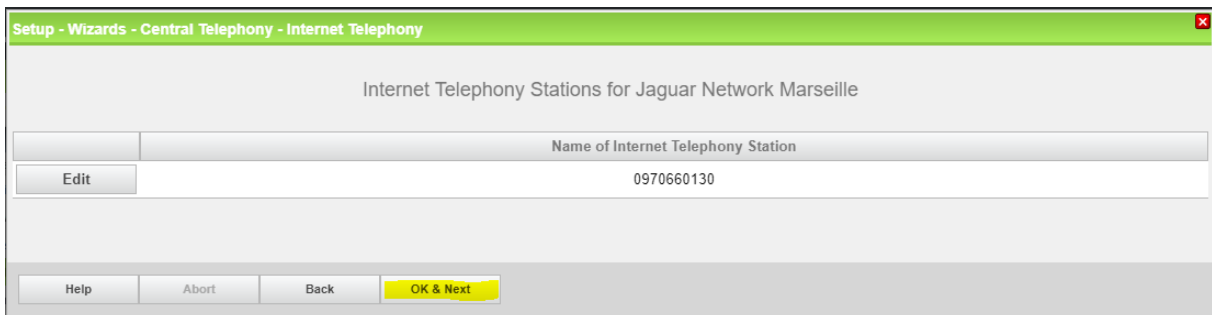 Setup - Wizards - Central Telephony - Internet Telephony
Internet Telephony Stations for Jaguar Network Marseille
Name of Internet Telephony Station
Edit 0970660130
Help Abort Back OK & Next